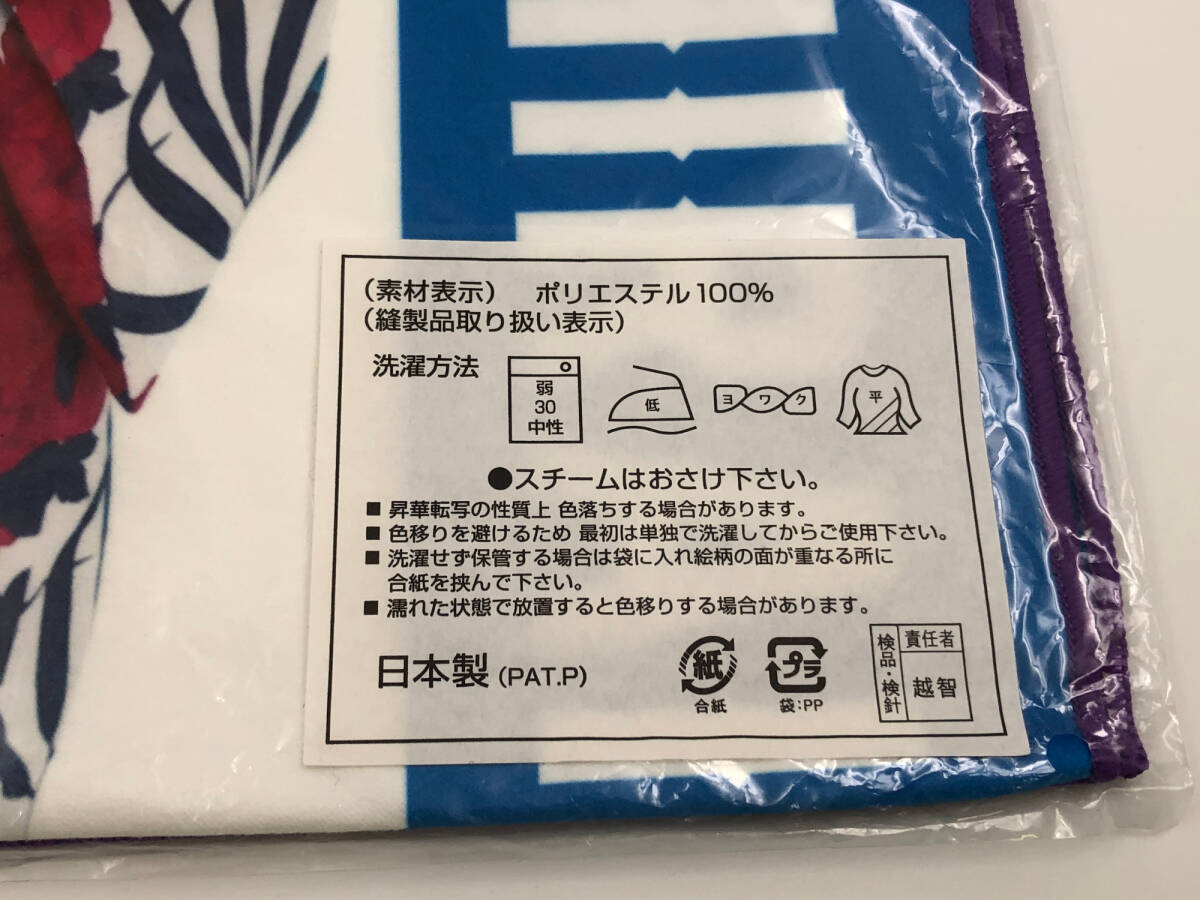 (素材表示) ポリエステル100%
(縫製品取り扱い表示)
洗濯方法
弱
30
中性
低
ヨワク
平
●スチームはおさけ下さい。
■ 昇華転写の性質上 色落ちする場合があります。
■ 色移りを避けるため 最初は単独で洗濯してからご使用下さい。
■ 洗濯せず保管する場合は袋に入れ絵柄の面が重なる所に
合紙を挟んで下さい。
■ 濡れた状態で放置すると色移りする場合があります。
日本製 (PAT.P)
紙
合紙
プラ
袋:PP
検品・検針
責任者
越智